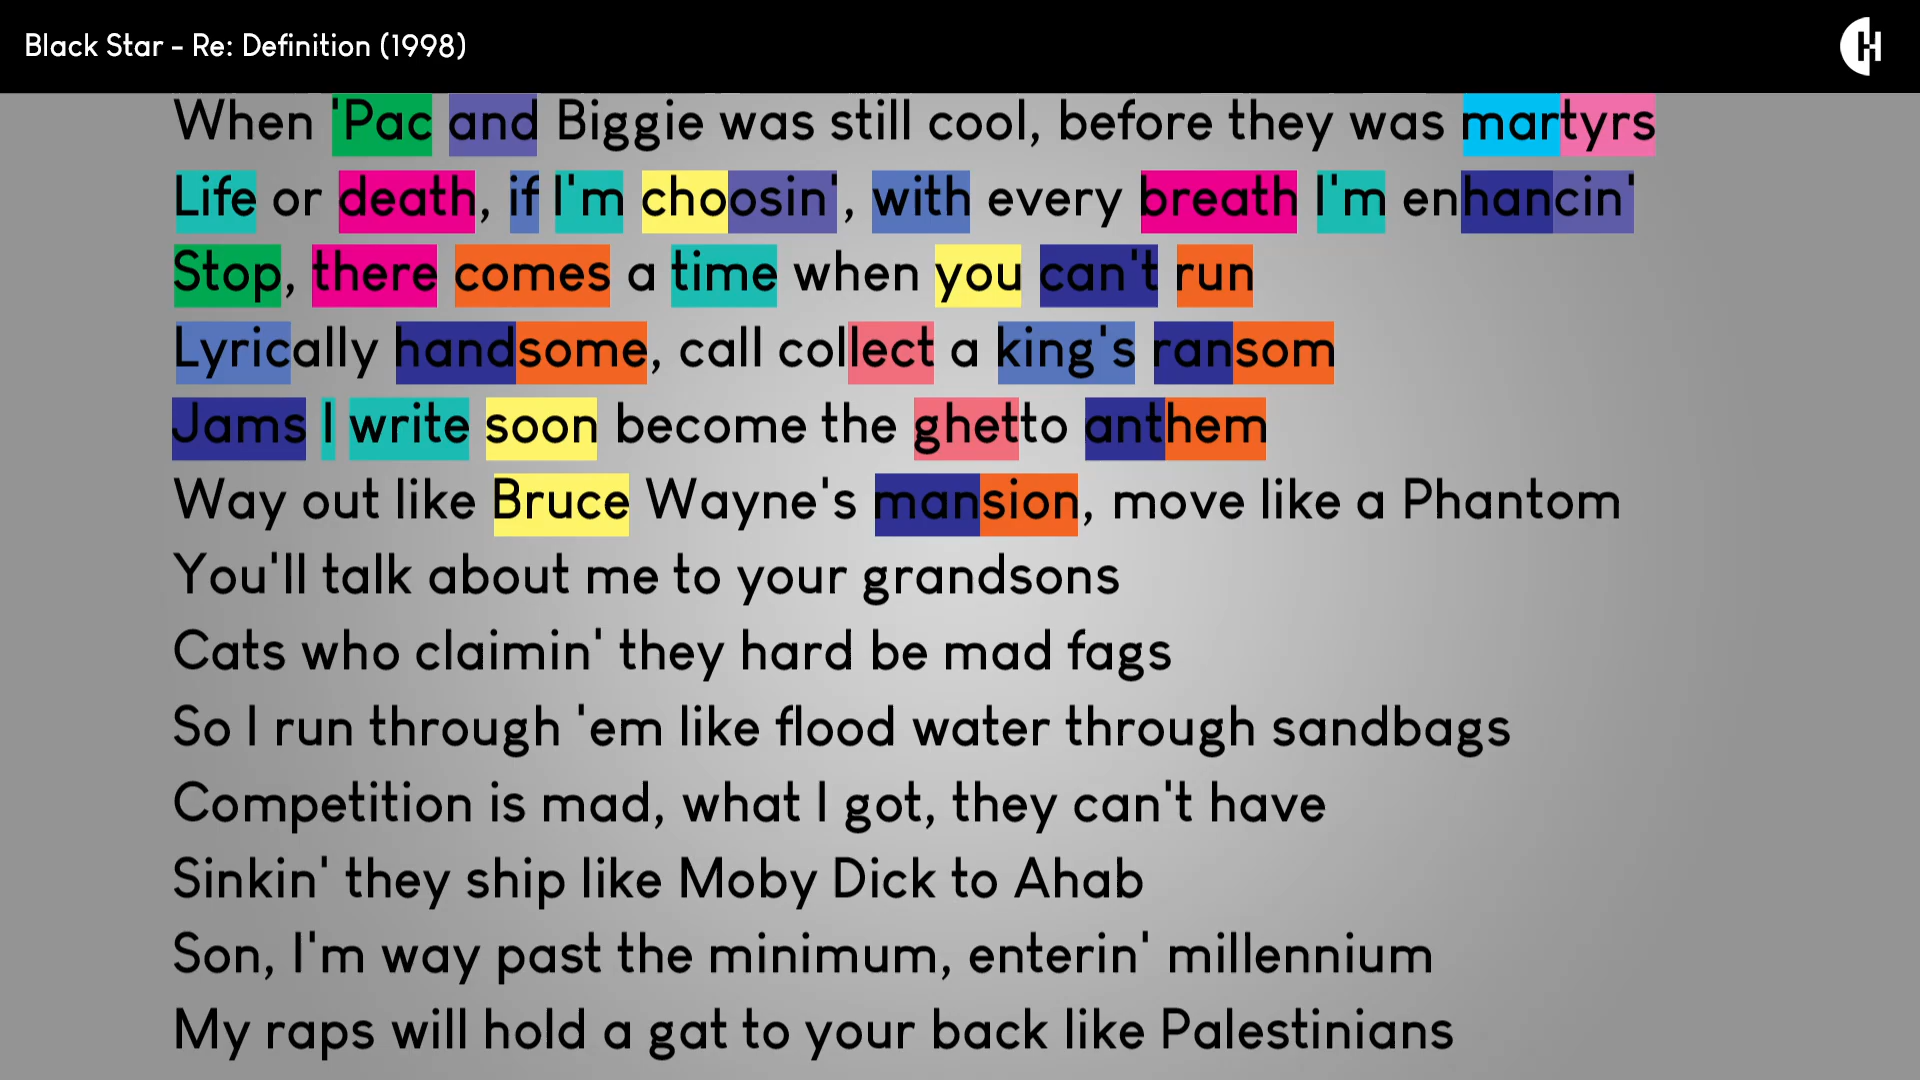 Black Star - Re: Definition (1998)
When 'Pac and Biggie was still cool, before they was martyrs
Life or death, if I'm choosin', with every breath I'm enhancin'
Stop, there comes a time when you can't run
Lyrically handsome, call collect a king's ransom
Jams I write soon become the ghetto anthem
Way out like Bruce Wayne's mansion, move like a Phantom
You'll talk about me to your grandsons
Cats who claimin' they hard be mad fags
So I run through 'em like flood water through sandbags
Competition is mad, what I got, they can't have
Sinkin' they ship like Moby Dick to Ahab
Son, I'm way past the minimum, enterin' millennium
My raps will hold a gat to your back like Palestinians